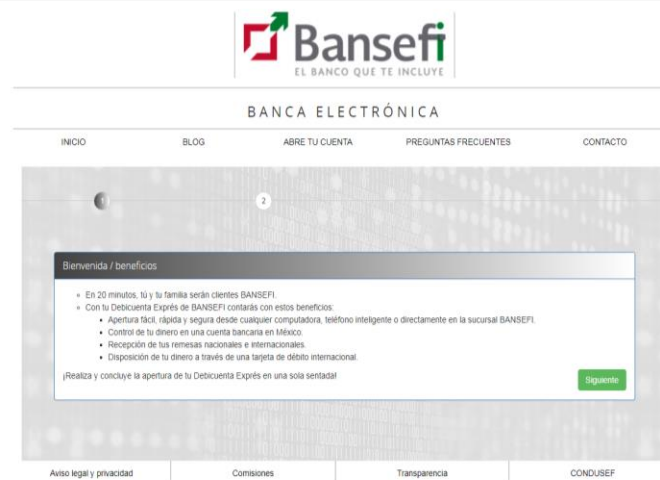 Bansefi
EL BANCO QUE TE INCLUYE
BANCA ELECTRÓNICA
INICIO BLOG ABRE TU CUENTA PREGUNTAS FRECUENTES CONTACTO
1 2
Bienvenida / beneficios
En 20 minutos, tú y tu familia serán clientes BANSEFI.
Con tu Debicuenta Exprés de BANSEFI contarás con estos beneficios:
Apertura fácil, rápida y segura desde cualquier computadora, teléfono inteligente o directamente en la sucursal BANSEFI.
Control de tu dinero en una cuenta bancaria en México.
Recepción de tus remesas nacionales e internacionales.
Disposición de tu dinero a través de una tarjeta de débito internacional.
¡Realiza y concluye la apertura de tu Debicuenta Exprés en una sola sentada!
Siguiente
Aviso legal y privacidad Comisiones Transparencia CONDUSEF